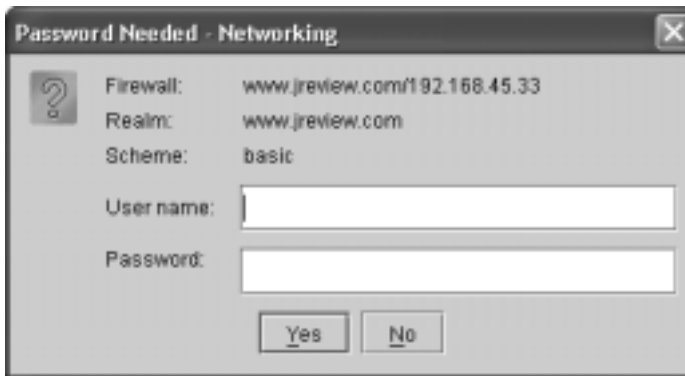 Password Needed - Networking
Firewall: www.jreview.com/192.168.45.33
Realm: www.jreview.com
Scheme: basic
User name:
Password:
Yes No